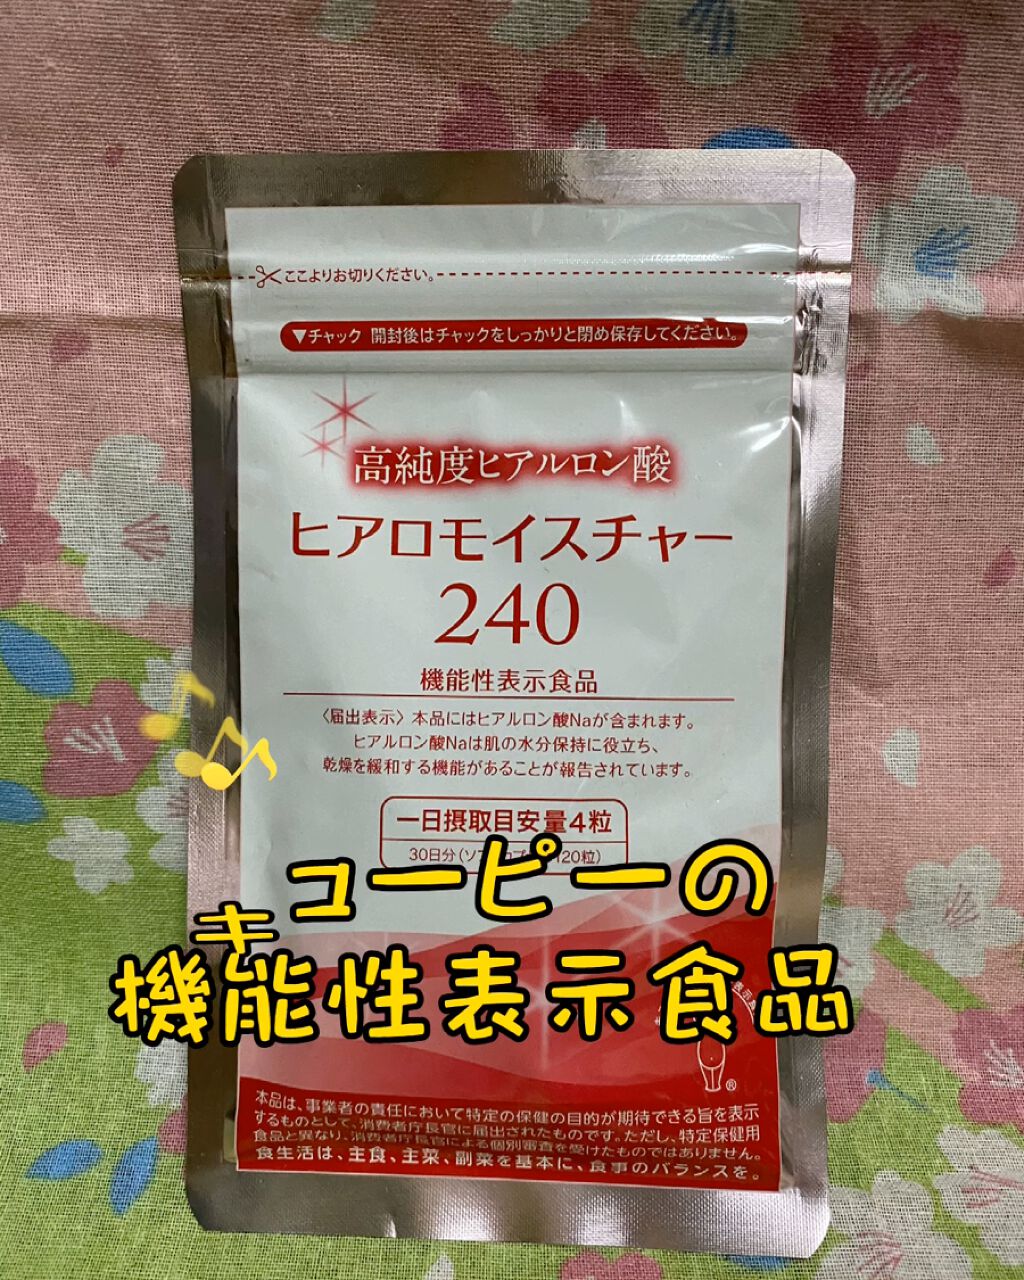 ここよりお切りください。
▼チャック 開封後はチャックをしっかりと閉め保存してください。
高純度ヒアルロン酸
ヒアロモイスチャー
240
機能性表示食品
〈届出表示〉本品にはヒアルロン酸Naが含まれます。
ヒアルロン酸Naは肌の水分保持に役立ち、
乾燥を緩和する機能があることが報告されています。
一日摂取目安量4粒
30日分(ソフ
20粒)
キューピーの
機能性表示食品
®
本品は、事業者の責任において特定の保健の目的が期待できる旨を表示
するものとして、消費者庁長官に届出されたものです。ただし、特定保健用
食品と異なり、消費者庁長官による個別審査を受けたものではありません。
食生活は、主食、主菜、副菜を基本に、食事のバランスを。